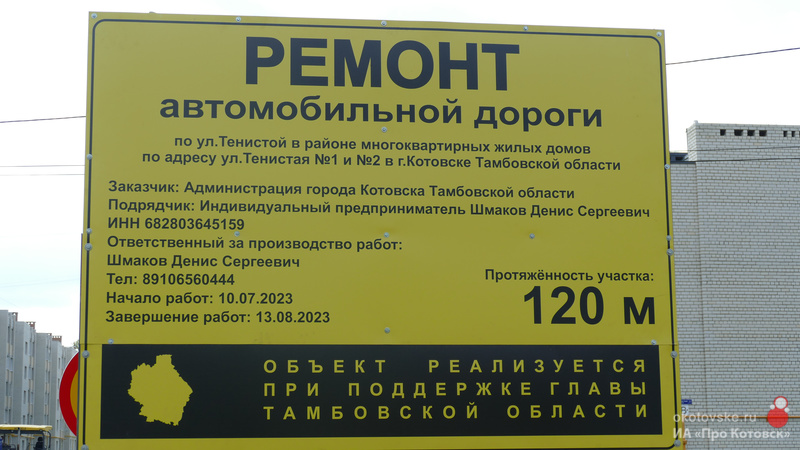 РЕМОНТ
автомобильной дороги
по ул.Тенистой в районе многоквартирных жилых домов
по адресу ул.Тенистая №1 и №2 в г.Котовске Тамбовской области
Заказчик: Администрация города Котовска Тамбовской области
Подрядчик: Индивидуальный предприниматель Шмаков Денис Сергеевич
ИНН 682803645159
Ответственный за производство работ:
Шмаков Денис Сергеевич
Тел: 89106560444
Начало работ: 10.07.2023
Завершение работ: 13.08.2023
Протяжённость участка:
120 м
ОБЪЕКТ РЕАЛИЗУЕТСЯ
ПРИ ПОДДЕРЖКЕ ГЛАВЫ
ТАМБОВСКОЙ ОБЛАСТИ
okotovske.ru
ИА «Про Котовск»